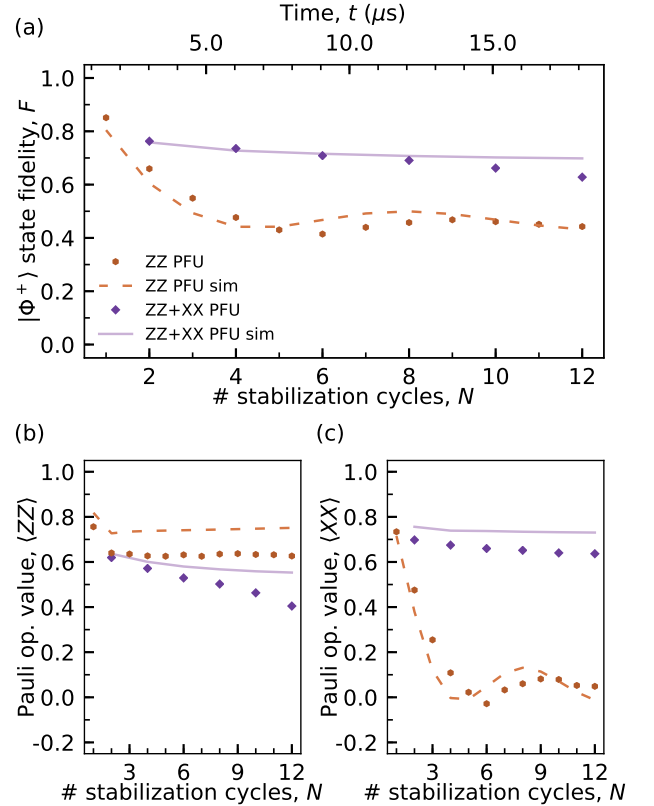 (a)
Time, t (μs)
5.0 10.0 15.0
|Φ⁺⟩ state fidelity, F
1.0
0.8
0.6
0.4
0.2
0.0
ZZ PFU
ZZ PFU sim
ZZ+XX PFU
ZZ+XX PFU sim
2 4 6 8 10 12
# stabilization cycles, N
(b)
Pauli op. value, ⟨ZZ⟩
1.0
0.8
0.6
0.4
0.2
0.0
-0.2
3 6 9 12
# stabilization cycles, N
(c)
Pauli op. value, ⟨XX⟩
1.0
0.8
0.6
0.4
0.2
0.0
-0.2
3 6 9 12
# stabilization cycles, N